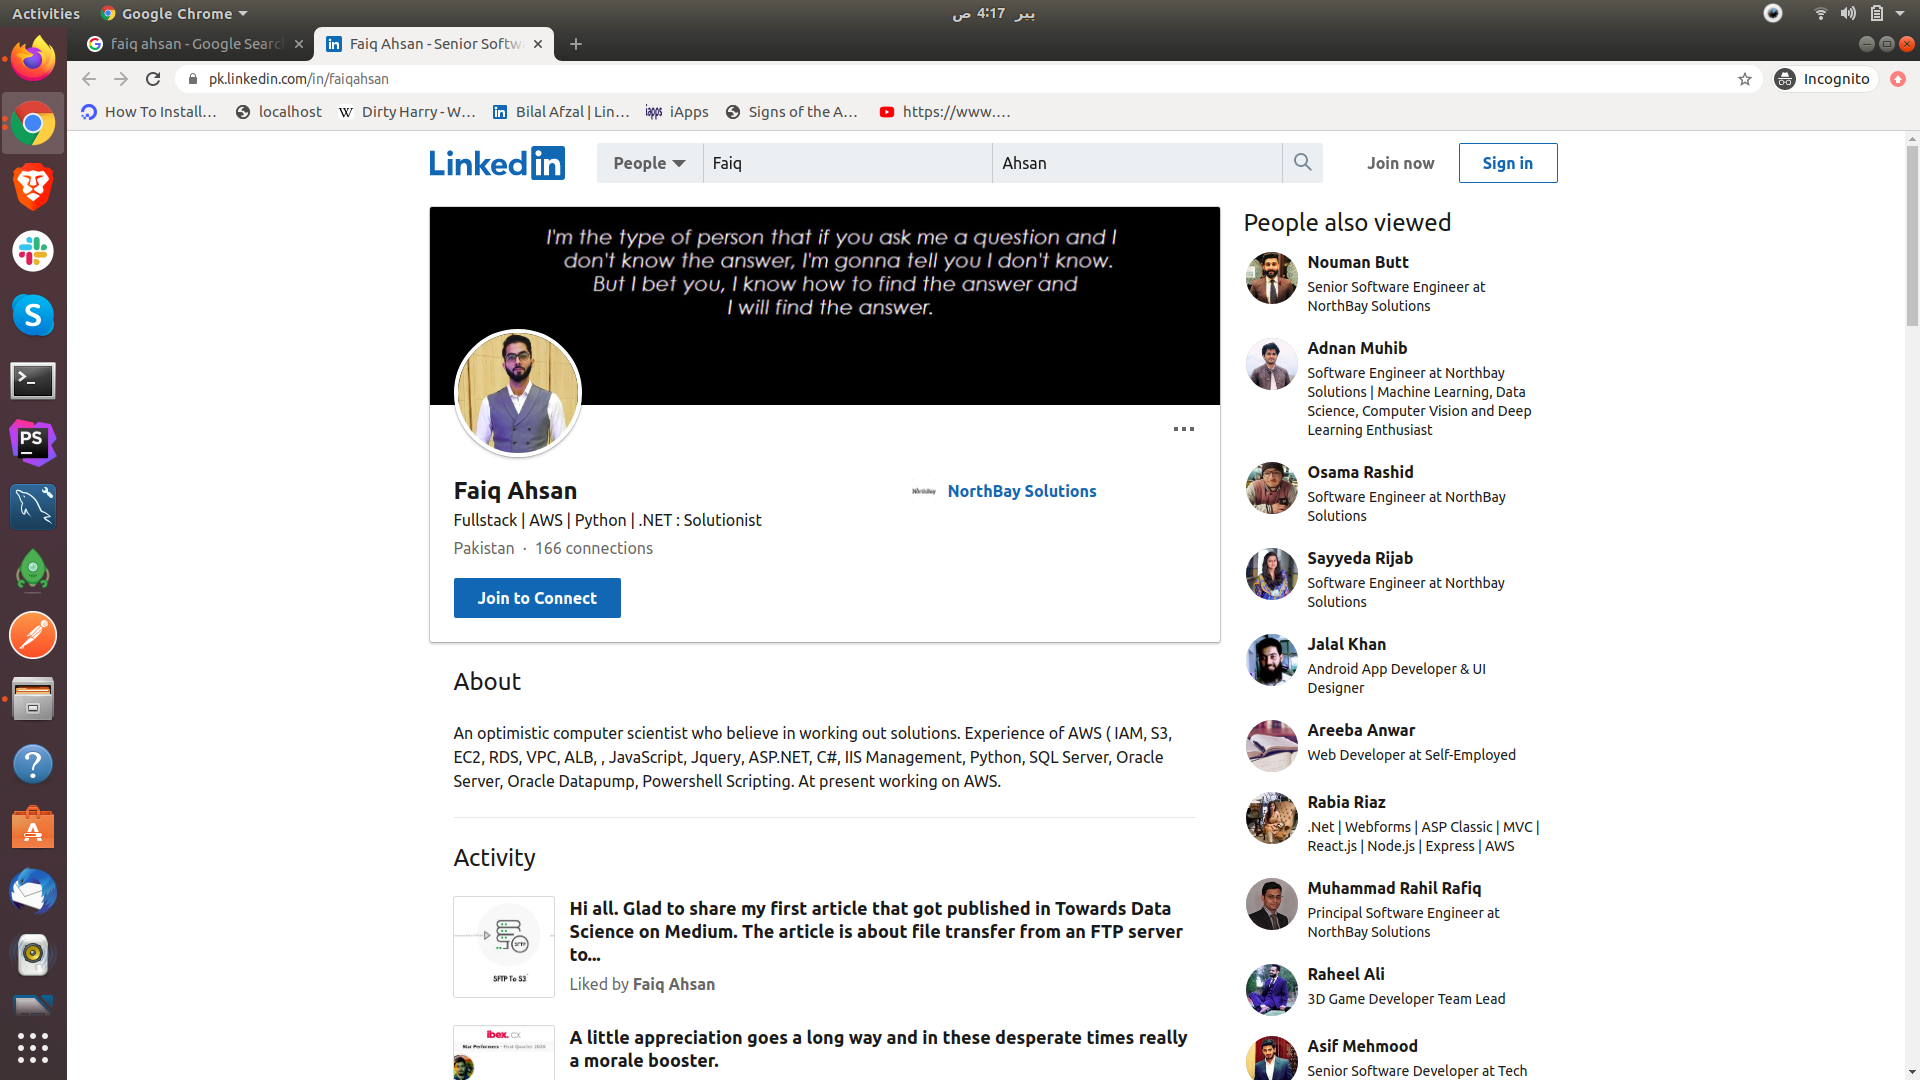 Activities
Google Chrome
پیر 4:17 ص
faiq ahsan - Google Search
Faiq Ahsan - Senior Softw
pk.linkedin.com/in/faiqahsan
Incognito
How To Install…
localhost
Dirty Harry - W…
Bilal Afzal | Lin…
iApps
Signs of the A…
https://www.…
Linked in
People
Faiq
Ahsan
Join now
Sign in
I'm the type of person that if you ask me a question and I
don't know the answer, I'm gonna tell you I don't know.
But I bet you, I know how to find the answer and
I will find the answer.
Faiq Ahsan
NorthBay
NorthBay Solutions
Fullstack | AWS | Python | .NET : Solutionist
Pakistan · 166 connections
Join to Connect
About
An optimistic computer scientist who believe in working out solutions. Experience of AWS ( IAM, S3,
EC2, RDS, VPC, ALB, , JavaScript, Jquery, ASP.NET, C#, IIS Management, Python, SQL Server, Oracle
Server, Oracle Datapump, Powershell Scripting. At present working on AWS.
Activity
SFTP
SFTP To S3
Hi all. Glad to share my first article that got published in Towards Data
Science on Medium. The article is about file transfer from an FTP server
to...
Liked by Faiq Ahsan
ibex. CX
Star Performers - First Quarter 2020
A little appreciation goes a long way and in these desperate times really
a morale booster.
People also viewed
Nouman Butt
Senior Software Engineer at
NorthBay Solutions
Adnan Muhib
Software Engineer at Northbay
Solutions | Machine Learning, Data
Science, Computer Vision and Deep
Learning Enthusiast
Osama Rashid
Software Engineer at NorthBay
Solutions
Sayyeda Rijab
Software Engineer at Northbay
Solutions
Jalal Khan
Android App Developer & UI
Designer
Areeba Anwar
Web Developer at Self-Employed
Rabia Riaz
.Net | Webforms | ASP Classic | MVC |
React.js | Node.js | Express | AWS
Muhammad Rahil Rafiq
Principal Software Engineer at
NorthBay Solutions
Raheel Ali
3D Game Developer Team Lead
Asif Mehmood
Senior Software Developer at Tech
PS